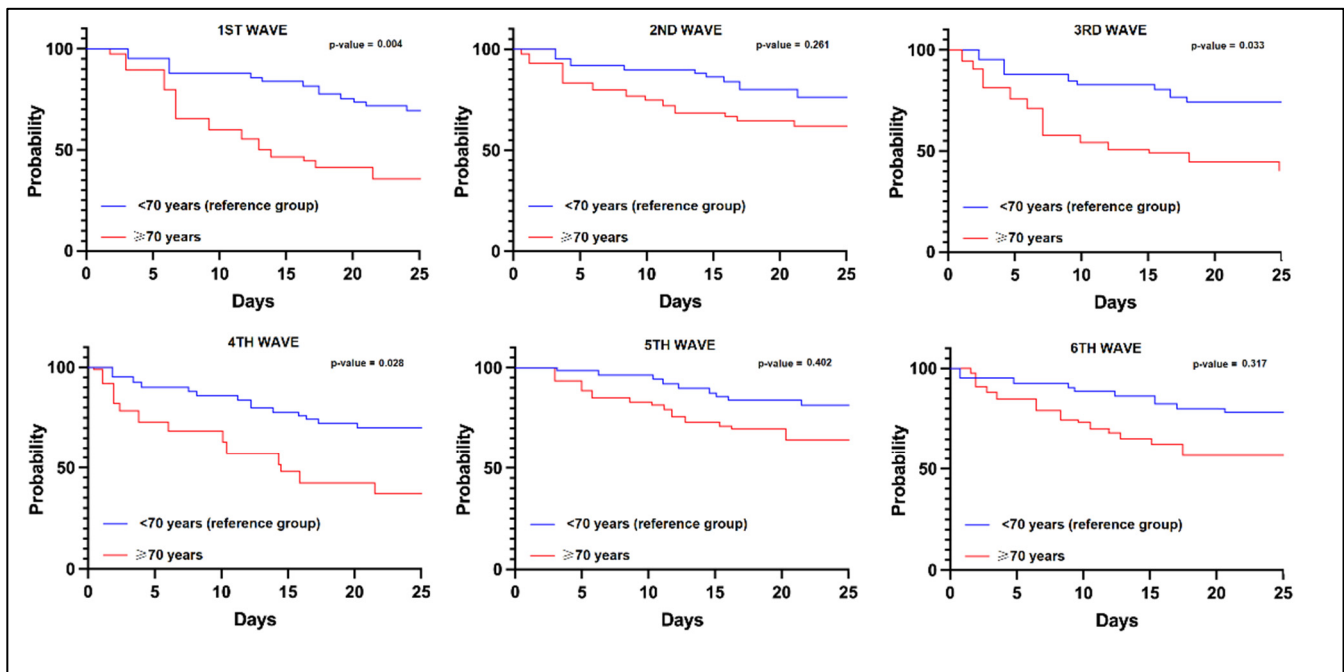 1ST WAVE
p-value = 0.004
100
50
0
Probability
<70 years (reference group)
⩾70 years
0 5 10 15 20 25
Days
2ND WAVE
p-value = 0.261
100
50
0
Probability
<70 years (reference group)
⩾70 years
0 5 10 15 20 25
Days
3RD WAVE
p-value = 0.033
100
50
0
Probability
<70 years (reference group)
⩾70 years
0 5 10 15 20 25
Days
4TH WAVE
p-value = 0.028
100
50
0
Probability
<70 years (reference group)
⩾70 years
0 5 10 15 20 25
Days
5TH WAVE
p-value = 0.402
100
50
0
Probability
<70 years (reference group)
⩾70 years
0 5 10 15 20 25
Days
6TH WAVE
p-value = 0.317
100
50
0
Probability
<70 years (reference group)
⩾70 years
0 5 10 15 20 25
Days